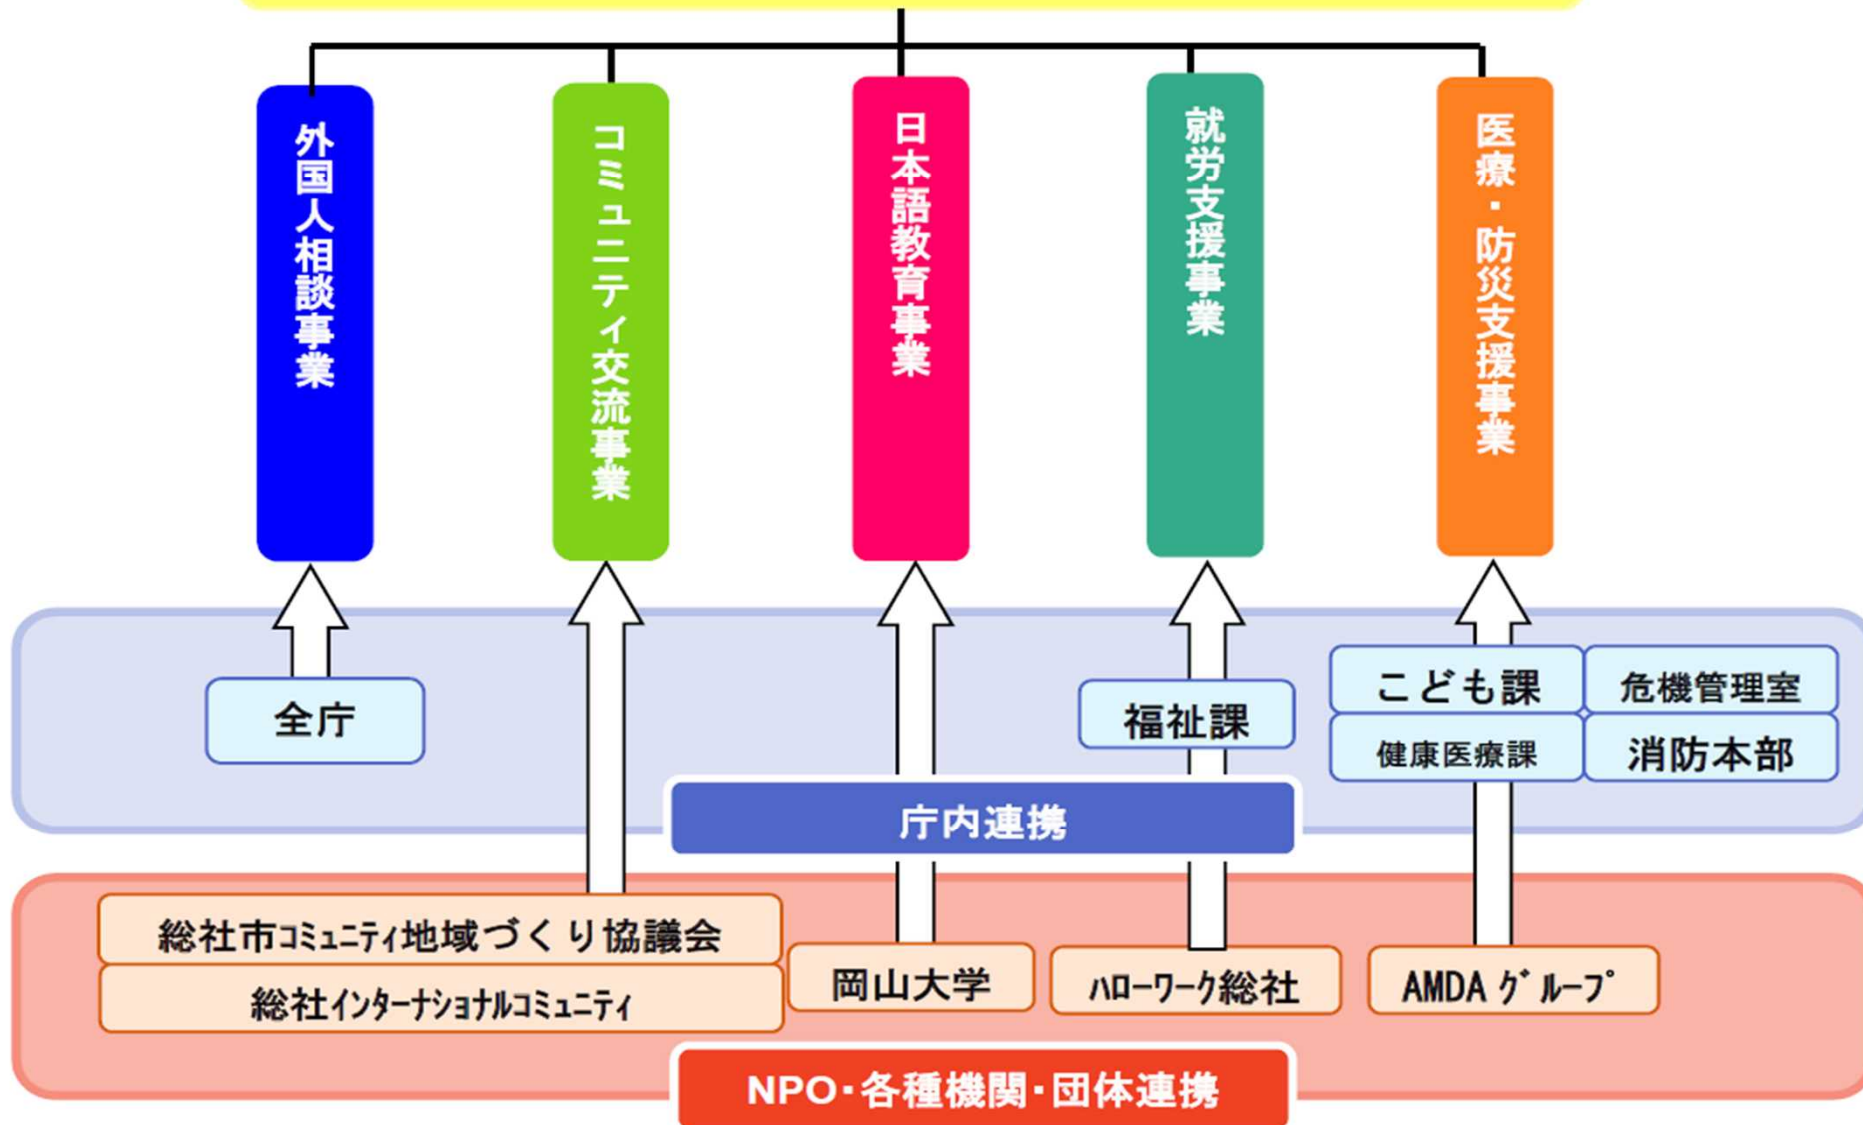 外国人相談事業
コミュニティ交流事業
日本語教育事業
就労支援事業
医療・防災支援事業
全庁
福祉課
こども課
危機管理室
健康医療課
消防本部
庁内連携
総社市ｺﾐｭﾆﾃｨ地域づくり協議会
総社ｲﾝﾀｰﾅｼｮﾅﾙｺﾐｭﾆﾃｨ
岡山大学
ﾊﾛｰﾜｰｸ総社
AMDA ｸﾞﾙｰﾌﾟ
NPO・各種機関・団体連携